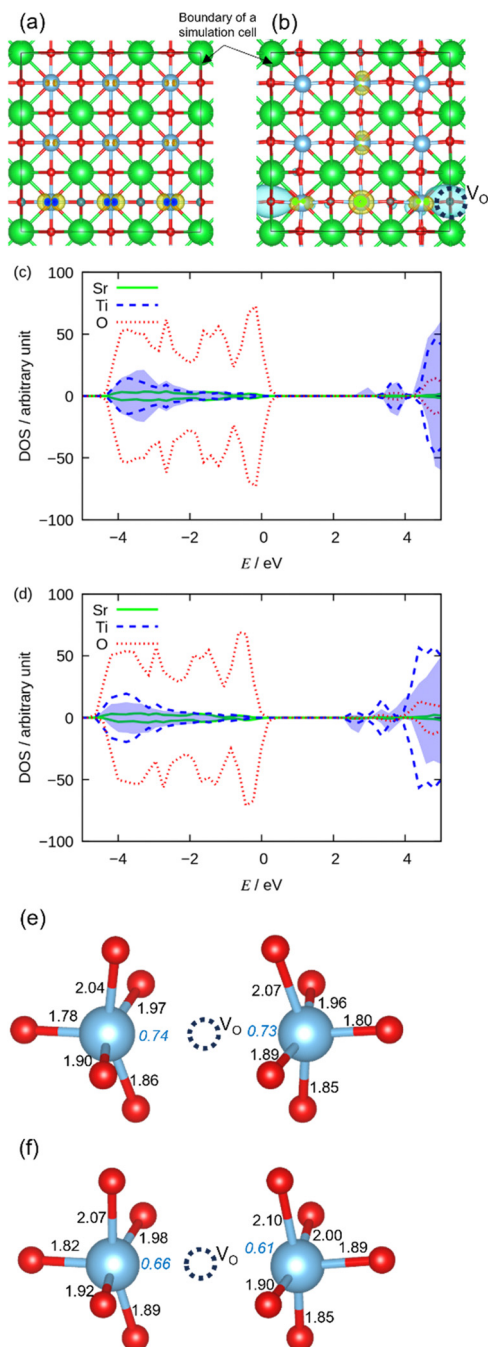 (a)
Boundary of a
simulation cell
(b)
V_O
(c)
100
50
0
−50
−100
DOS / arbitrary unit
Sr
Ti
O
−4
−2
0
2
4
E / eV
(d)
100
50
0
−50
−100
DOS / arbitrary unit
Sr
Ti
O
−4
−2
0
2
4
E / eV
(e)
2.04
1.97
1.78
0.74
1.90
1.86
V_O
2.07
1.96
0.73
1.80
1.89
1.85
(f)
2.07
1.98
1.82
0.66
1.92
1.89
V_O
2.10
2.00
0.61
1.89
1.90
1.85